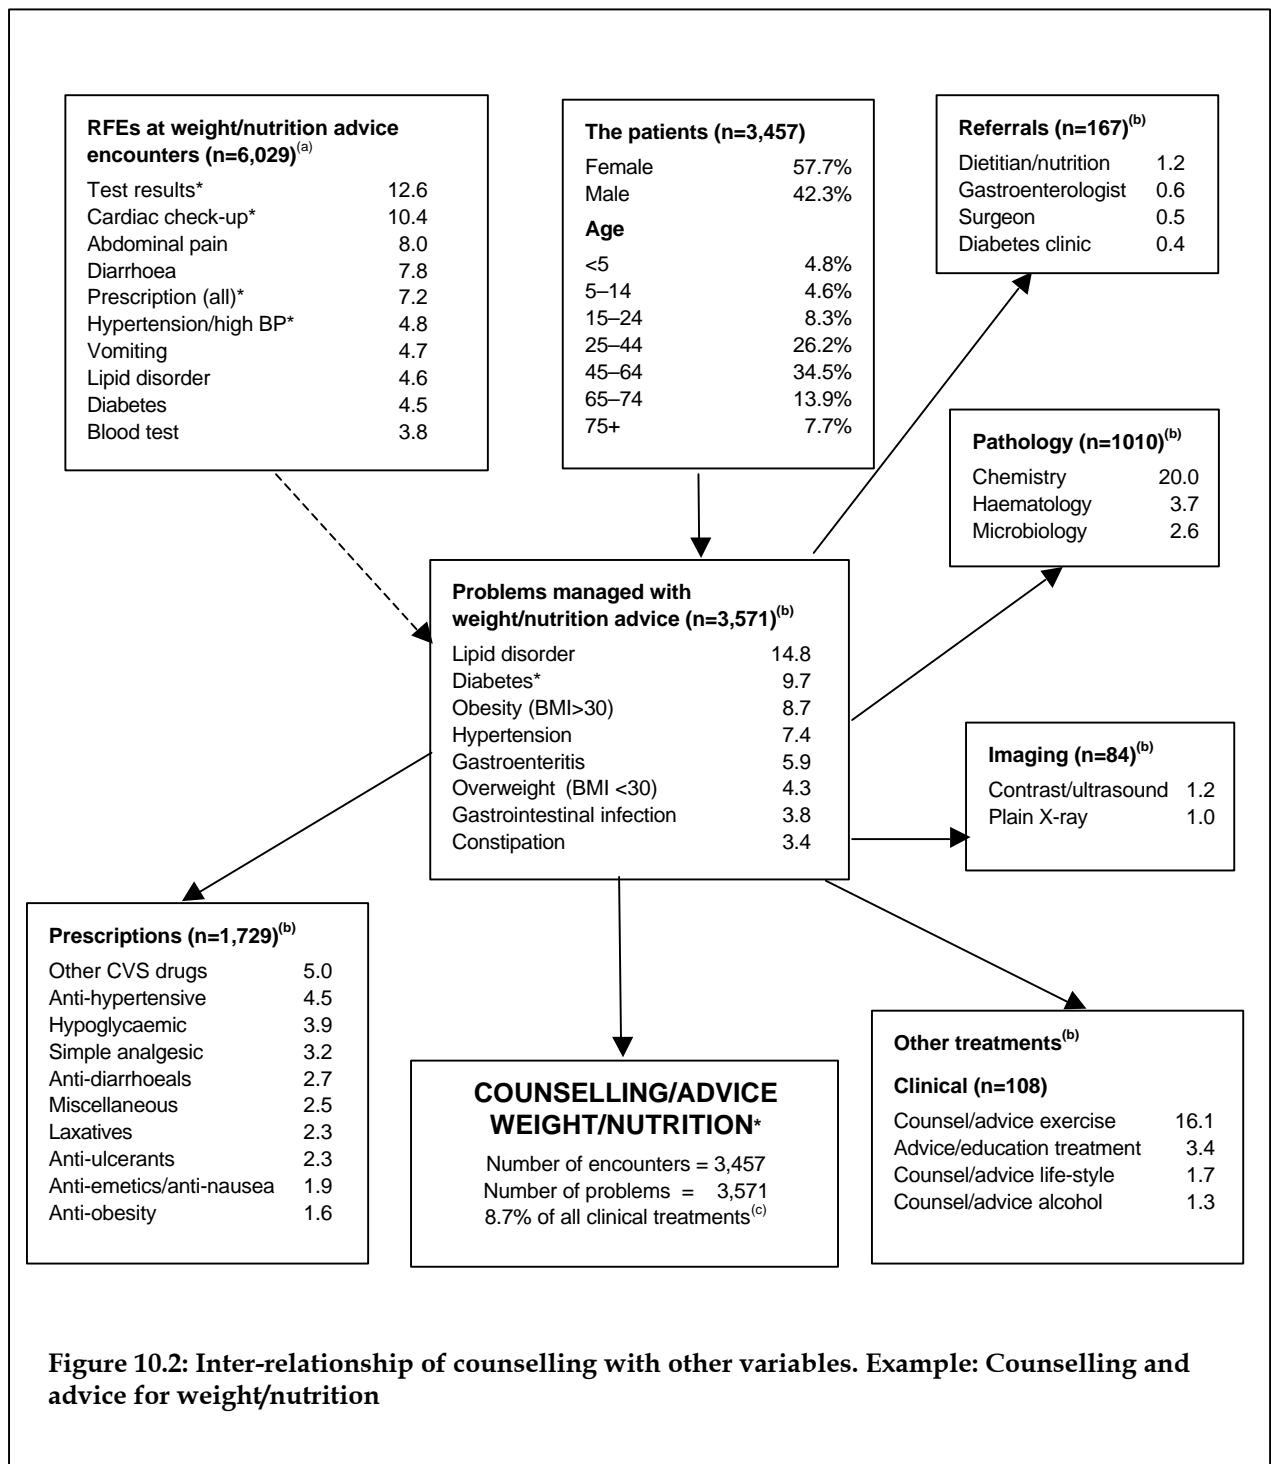 RFEs at weight/nutrition advice
encounters (n=6,029)(a)
Test results* 12.6
Cardiac check-up* 10.4
Abdominal pain 8.0
Diarrhoea 7.8
Prescription (all)* 7.2
Hypertension/high BP* 4.8
Vomiting 4.7
Lipid disorder 4.6
Diabetes 4.5
Blood test 3.8
The patients (n=3,457)
Female 57.7%
Male 42.3%
Age
<5 4.8%
5–14 4.6%
15–24 8.3%
25–44 26.2%
45–64 34.5%
65–74 13.9%
75+ 7.7%
Referrals (n=167)(b)
Dietitian/nutrition 1.2
Gastroenterologist 0.6
Surgeon 0.5
Diabetes clinic 0.4
Pathology (n=1010)(b)
Chemistry 20.0
Haematology 3.7
Microbiology 2.6
Problems managed with
weight/nutrition advice (n=3,571)(b)
Lipid disorder 14.8
Diabetes* 9.7
Obesity (BMI>30) 8.7
Hypertension 7.4
Gastroenteritis 5.9
Overweight (BMI <30) 4.3
Gastrointestinal infection 3.8
Constipation 3.4
Imaging (n=84)(b)
Contrast/ultrasound 1.2
Plain X-ray 1.0
Prescriptions (n=1,729)(b)
Other CVS drugs 5.0
Anti-hypertensive 4.5
Hypoglycaemic 3.9
Simple analgesic 3.2
Anti-diarrhoeals 2.7
Miscellaneous 2.5
Laxatives 2.3
Anti-ulcerants 2.3
Anti-emetics/anti-nausea 1.9
Anti-obesity 1.6
COUNSELLING/ADVICE
WEIGHT/NUTRITION*
Number of encounters = 3,457
Number of problems = 3,571
8.7% of all clinical treatments(c)
Other treatments(b)
Clinical (n=108)
Counsel/advice exercise 16.1
Advice/education treatment 3.4
Counsel/advice life-style 1.7
Counsel/advice alcohol 1.3
Figure 10.2: Inter-relationship of counselling with other variables. Example: Counselling and
advice for weight/nutrition